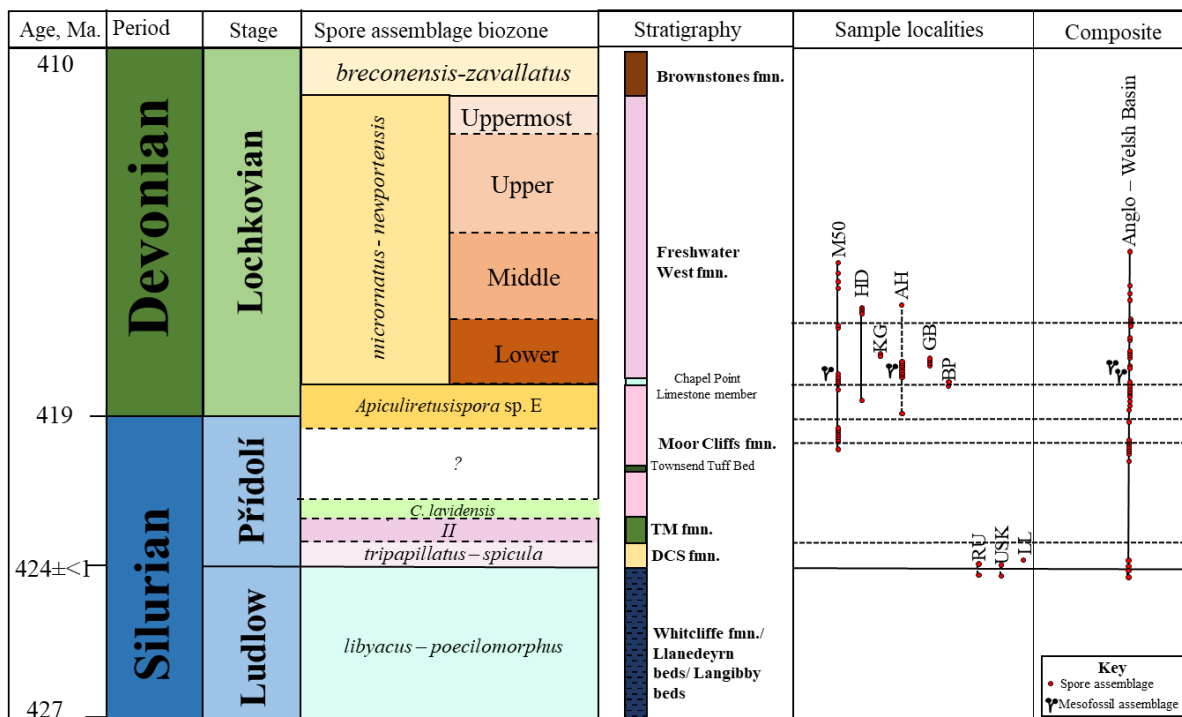 Age, Ma.
Period
Stage
Spore assemblage biozone
Stratigraphy
Sample localities
Composite
410
419
424±<1
427
Devonian
Silurian
Lochkovian
Přídolí
Ludlow
breconensis-zavallatus
micrornatus - newportensis
Uppermost
Upper
Middle
Lower
Apiculiretusispora sp. E
?
C. lavidensis
II
tripapillatus – spicula
libyacus – poecilomorphus
Brownstones fmn.
Freshwater
West fmn.
Chapel Point
Limestone member
Moor Cliffs fmn.
Townsend Tuff Bed
TM fmn.
DCS fmn.
Whitcliffe fmn./
Llanedeyrn
beds/ Langibby
beds
M50
HD
KG
AH
GB
BP
RU
USK
LL
Anglo – Welsh Basin
Key
Spore assemblage
Mesofossil assemblage